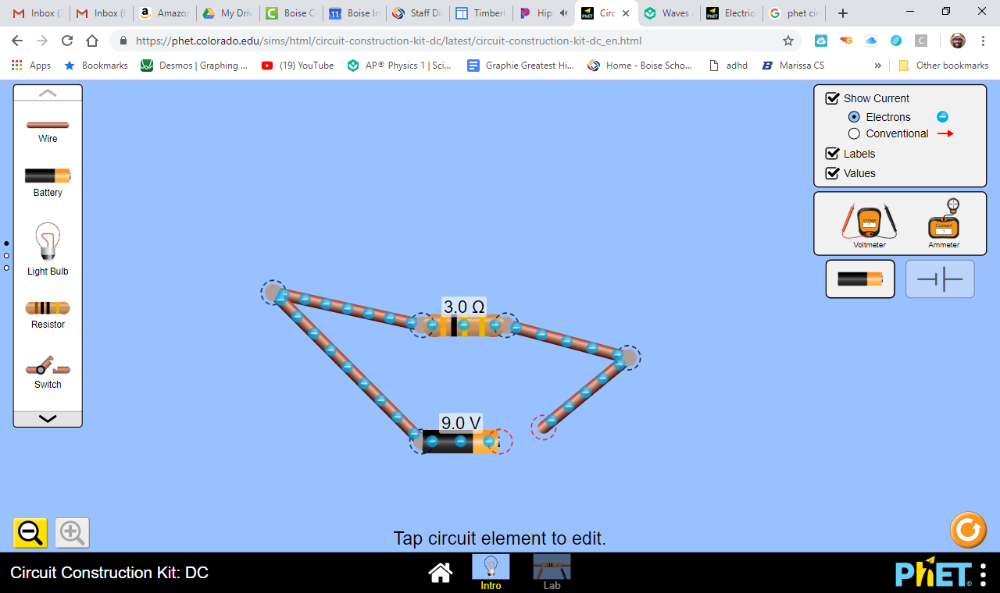 Inbox (3
Inbox (6
Amazor
My Driv
Boise C
11
Boise In
Staff Di
Timberl
Hip
Circ
Waves
Electric
phet cir
https://phet.colorado.edu/sims/html/circuit-construction-kit-dc/latest/circuit-construction-kit-dc_en.html
Apps
Bookmarks
Desmos | Graphing ...
(19) YouTube
AP® Physics 1 | Sci...
Graphie Greatest Hi...
Home - Boise Scho...
adhd
Marissa CS
»
Other bookmarks
Wire
Battery
Light Bulb
Resistor
Switch
Show Current
Electrons
Conventional
Labels
Values
Voltage
?
Voltmeter
Current
?
Ammeter
3.0 Ω
9.0 V
Tap circuit element to edit.
Circuit Construction Kit: DC
Intro
Lab
PhET